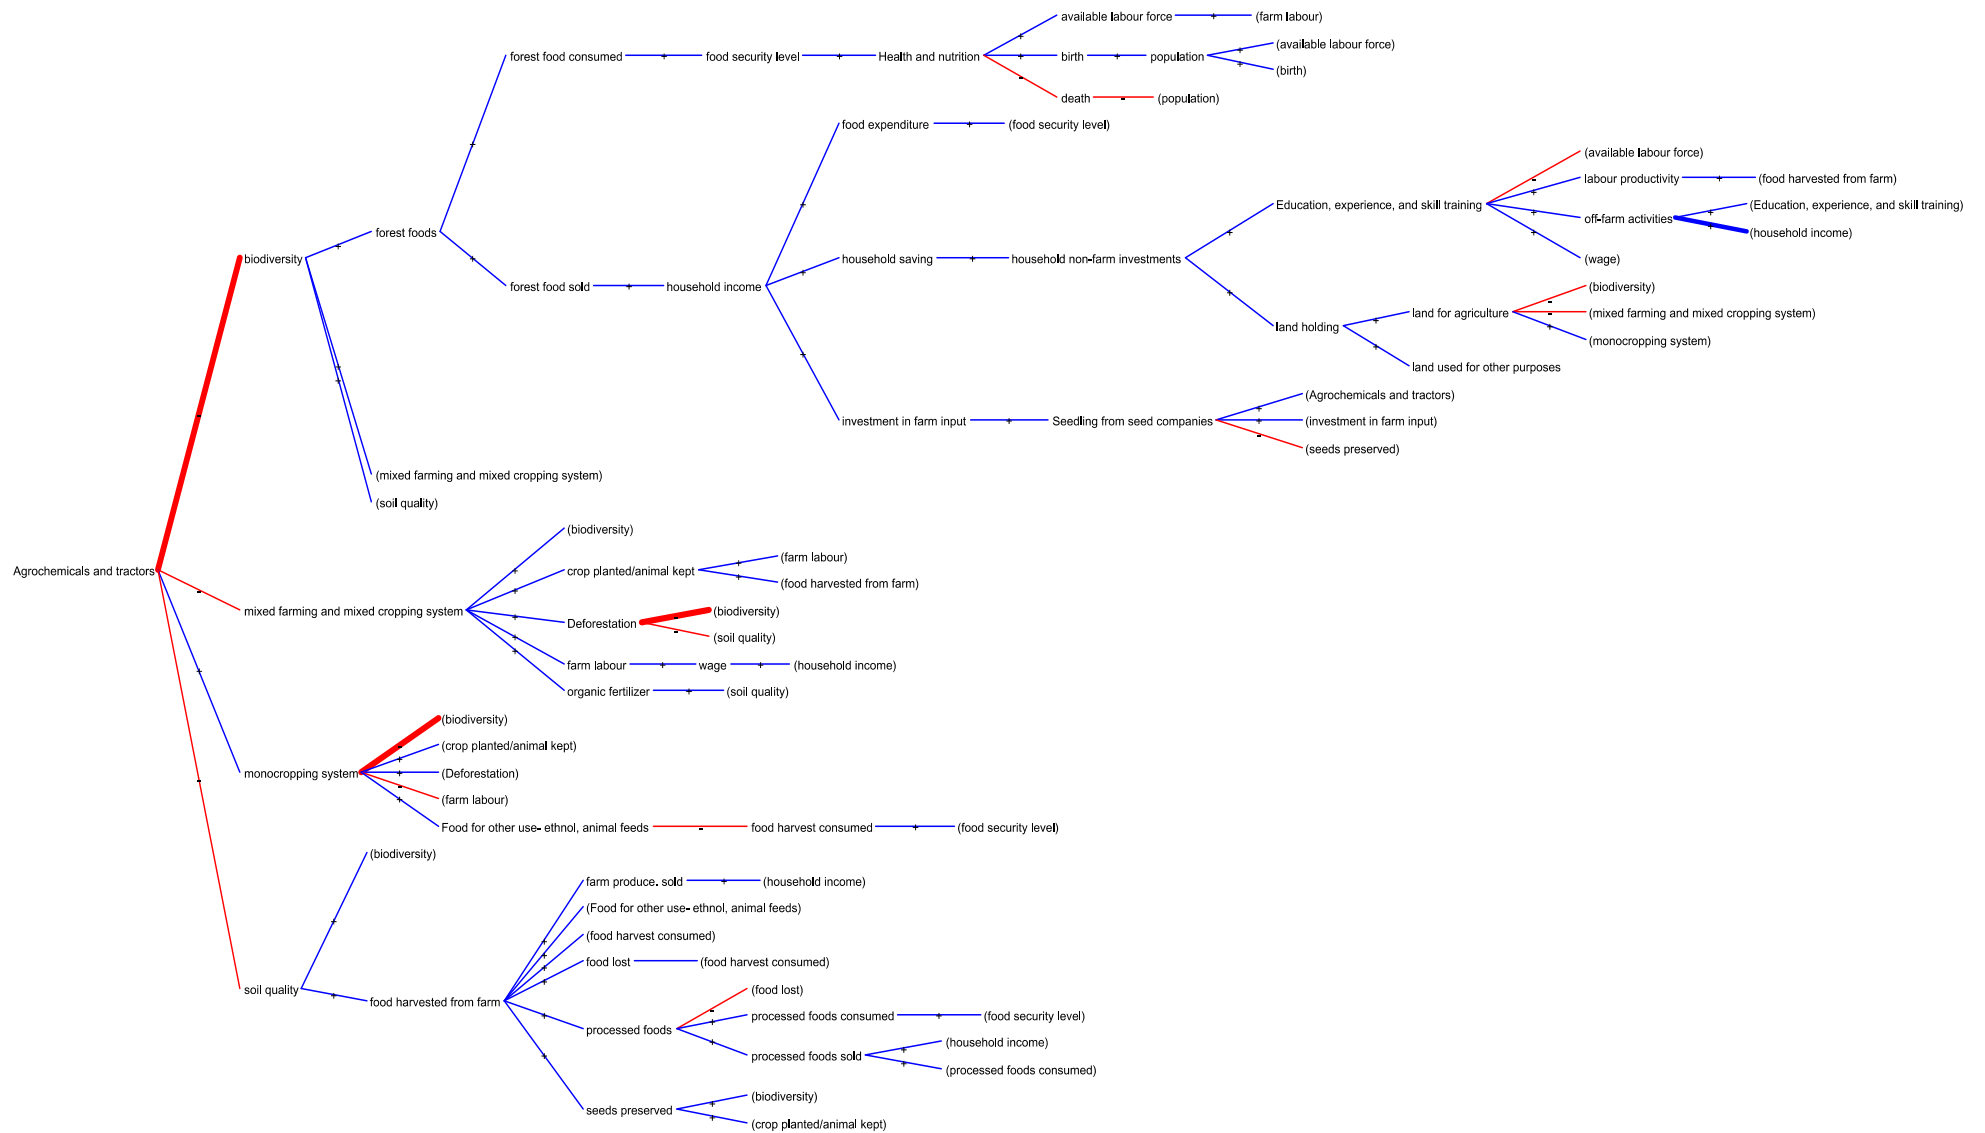 available labour force
(farm labour)
forest food consumed
food security level
Health and nutrition
birth
population
(available labour force)
(birth)
death
(population)
food expenditure
(food security level)
(available labour force)
labour productivity
(food harvested from farm)
Education, experience, and skill training
off-farm activities
(Education, experience, and skill training)
(household income)
(wage)
forest foods
biodiversity
household saving
household non-farm investments
forest food sold
household income
land holding
land for agriculture
(biodiversity)
(mixed farming and mixed cropping system)
(monocropping system)
land used for other purposes
investment in farm input
Seedling from seed companies
(Agrochemicals and tractors)
(investment in farm input)
(seeds preserved)
(mixed farming and mixed cropping system)
(soil quality)
Agrochemicals and tractors
mixed farming and mixed cropping system
(biodiversity)
crop planted/animal kept
(farm labour)
(food harvested from farm)
Deforestation
(biodiversity)
(soil quality)
farm labour
wage
(household income)
organic fertilizer
(soil quality)
monocropping system
(biodiversity)
(crop planted/animal kept)
(Deforestation)
(farm labour)
Food for other use- ethnol, animal feeds
food harvest consumed
(food security level)
soil quality
(biodiversity)
food harvested from farm
farm produce. sold
(household income)
(Food for other use- ethnol, animal feeds)
(food harvest consumed)
food lost
(food harvest consumed)
processed foods
(food lost)
processed foods consumed
(food security level)
processed foods sold
(household income)
(processed foods consumed)
seeds preserved
(biodiversity)
(crop planted/animal kept)